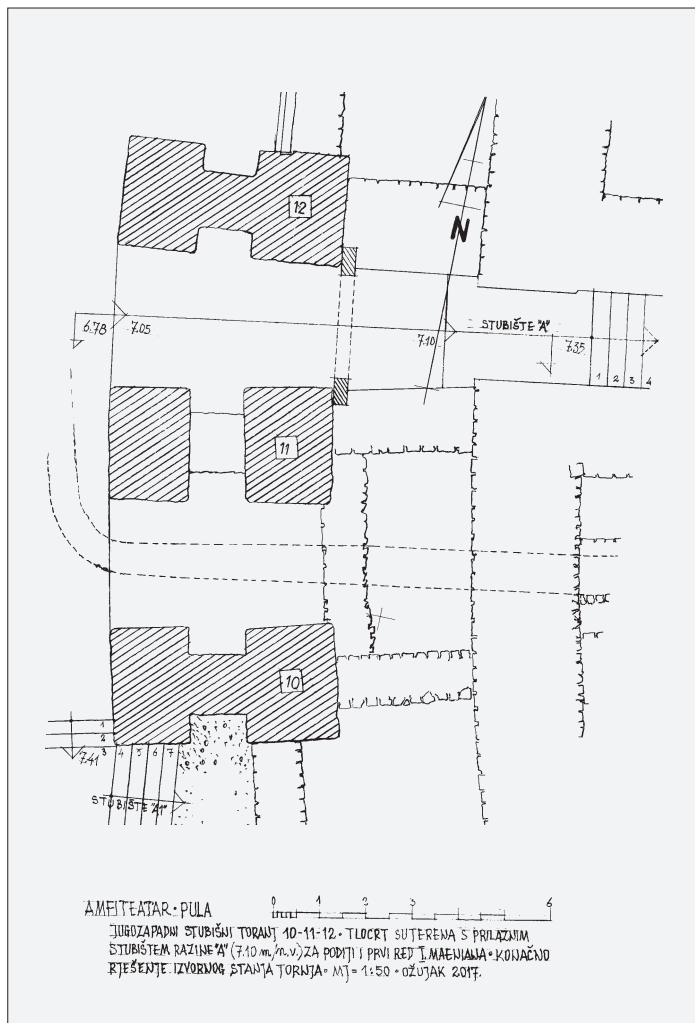 12
N
6.78
7.05
7.10
STUBIŠTE "A"
7.35
1 2 3 4
11
10
1
2
3 4 5 6 7
7.41
STUBIŠTE "A1"
AMFITEATAR • PULA
0 1 2 3 4 5 6
JUGOZAPADNI STUBIŠNI TORANJ 10-11-12 • TLOCRT SUTERENA S PRILAZNIM
STUBIŠTEM RAZINE "A" (7.10 m/n.v.) ZA PODIJ I PRVI RED I. MAENIANA • KONAČNO
RJEŠENJE IZVORNOG STANJA TORNJA • MJ = 1:50 • OŽUJAK 2017.